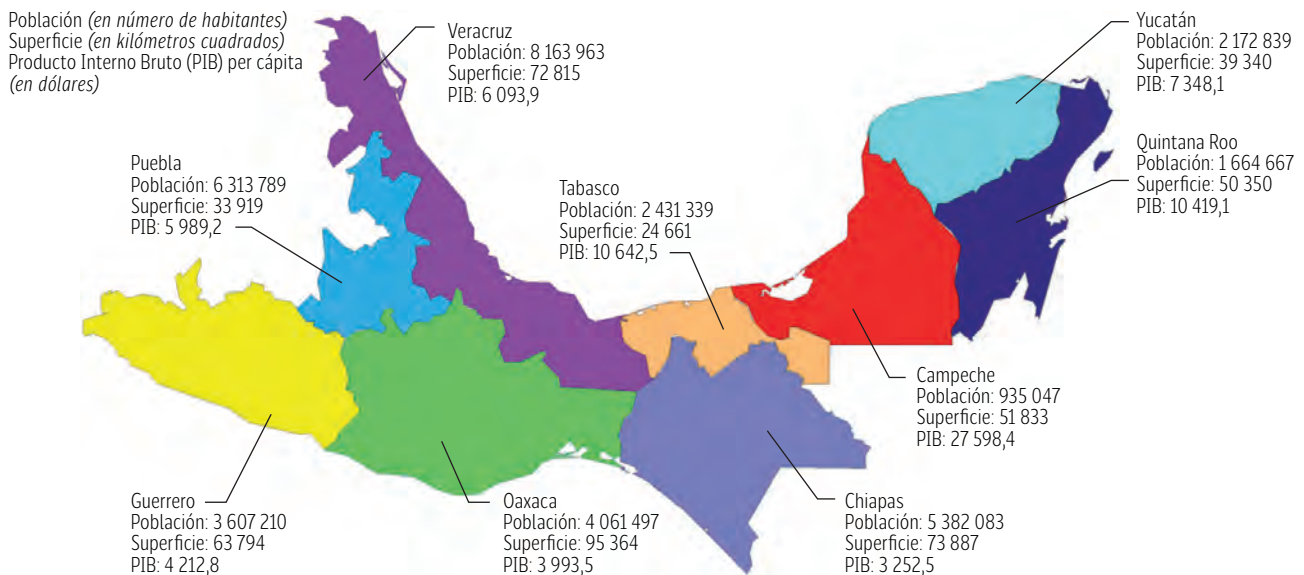 Población (en número de habitantes)
Superficie (en kilómetros cuadrados)
Producto Interno Bruto (PIB) per cápita
(en dólares)
Veracruz
Población: 8 163 963
Superficie: 72 815
PIB: 6 093,9
Yucatán
Población: 2 172 839
Superficie: 39 340
PIB: 7 348,1
Puebla
Población: 6 313 789
Superficie: 33 919
PIB: 5 989,2
Tabasco
Población: 2 431 339
Superficie: 24 661
PIB: 10 642,5
Quintana Roo
Población: 1 664 667
Superficie: 50 350
PIB: 10 419,1
Campeche
Población: 935 047
Superficie: 51 833
PIB: 27 598,4
Guerrero
Población: 3 607 210
Superficie: 63 794
PIB: 4 212,8
Oaxaca
Población: 4 061 497
Superficie: 95 364
PIB: 3 993,5
Chiapas
Población: 5 382 083
Superficie: 73 887
PIB: 3 252,5